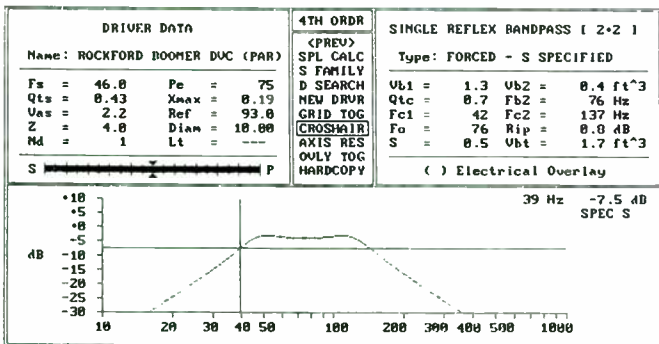 DRIVER DATA
Name: ROCKFORD BOOMER DVC (PAR)
Fs = 46.0 Pe = 75
Qts = 0.43 Xmax = 0.19
Vas = 2.2 Ref = 93.0
Z = 4.0 Diam = 10.00
Md = 1 Lt = ---
S P
4TH ORDR
<PREV>
SPL CALC
S FAMILY
D SEARCH
NEW DRVR
GRID TOG
CROSHAIR
AXIS RES
OVLY TOG
HARDCOPY
SINGLE REFLEX BANDPASS [ 2+2 ]
Type: FORCED - S SPECIFIED
Vb1 = 1.3 Vb2 = 0.4 ft^3
Qtc = 0.7 Fb2 = 76 Hz
Fc1 = 42 Fc2 = 137 Hz
Fo = 76 Rip = 0.8 dB
S = 0.5 Vbt = 1.7 ft^3
( ) Electrical Overlay
39 Hz -7.5 dB
SPEC S
dB
+10
+5
+0
-5
-10
-15
-20
-25
-30
10 20 30 40 50 100 200 300 400 500 1000